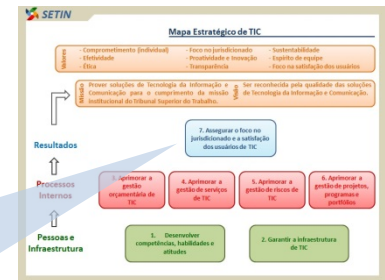 SETIN
Mapa Estratégico de TIC
Valores
- Comprometimento (individual)
- Efetividade
- Ética
- Foco no jurisdicionado
- Proatividade e Inovação
- Transparência
- Sustentabilidade
- Espírito de equipe
- Foco na satisfação dos usuários
Missão
Prover soluções de Tecnologia da Informação e
Comunicação para o cumprimento da missão
institucional do Tribunal Superior do Trabalho.
Visão
Ser reconhecida pela qualidade das soluções
de Tecnologia da Informação e Comunicação.
Resultados
7. Assegurar o foco no
jurisdicionado e a satisfação
dos usuários de TIC
Processos
Internos
3. Aprimorar a
gestão
orçamentária de
TIC
4. Aprimorar a
gestão de serviços
de TIC
5. Aprimorar a
gestão de riscos de
TIC
6. Aprimorar a
gestão de projetos,
programas e
portfólios
Pessoas e
Infraestrutura
1. Desenvolver
competências, habilidades e
atitudes
2. Garantir a infraestrutura
de TIC